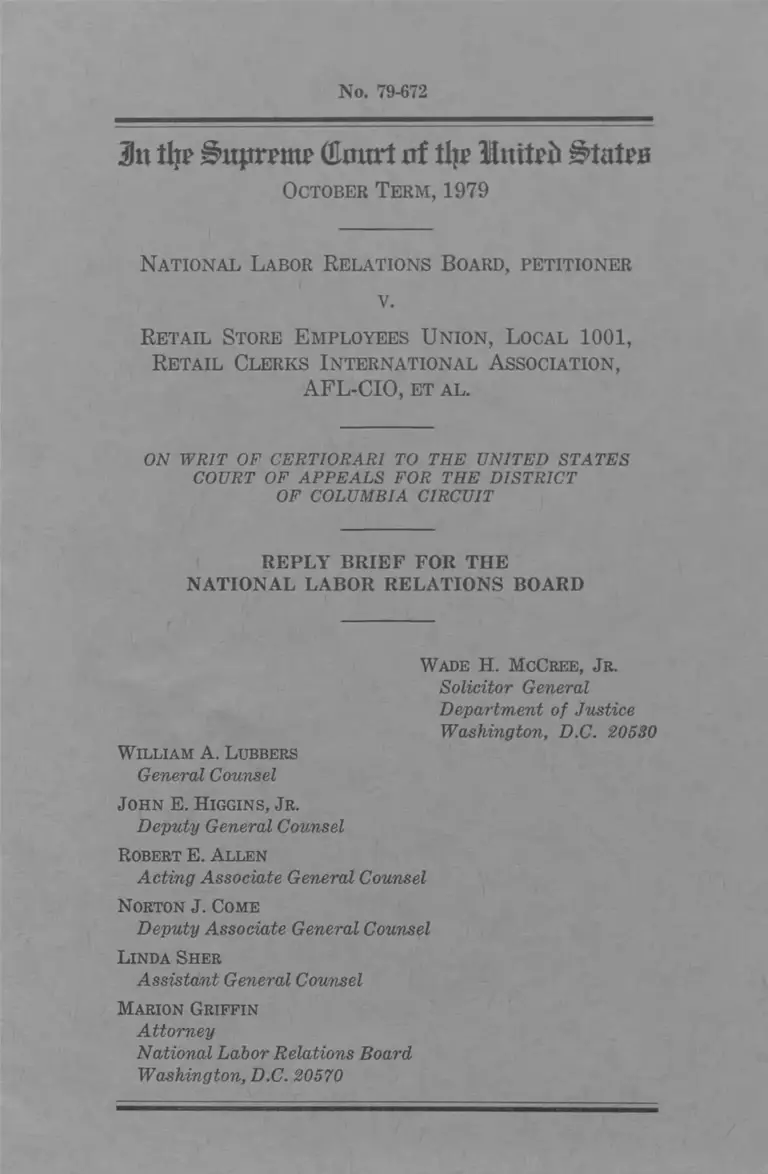 No. 79-672
In the Supreme Court of the United States
OCTOBER TERM, 1979
NATIONAL LABOR RELATIONS BOARD, PETITIONER
v.
RETAIL STORE EMPLOYEES UNION, LOCAL 1001,
RETAIL CLERKS INTERNATIONAL ASSOCIATION,
AFL-CIO, ET AL.
ON WRIT OF CERTIORARI TO THE UNITED STATES
COURT OF APPEALS FOR THE DISTRICT
OF COLUMBIA CIRCUIT
REPLY BRIEF FOR THE
NATIONAL LABOR RELATIONS BOARD
WADE H. MCCREE, JR.
Solicitor General
Department of Justice
Washington, D.C. 20530
WILLIAM A. LUBBERS
General Counsel
JOHN E. HIGGINS, JR.
Deputy General Counsel
ROBERT E. ALLEN
Acting Associate General Counsel
NORTON J. COME
Deputy Associate General Counsel
LINDA SHER
Assistant General Counsel
MARION GRIFFIN
Attorney
National Labor Relations Board
Washington, D.C. 20570